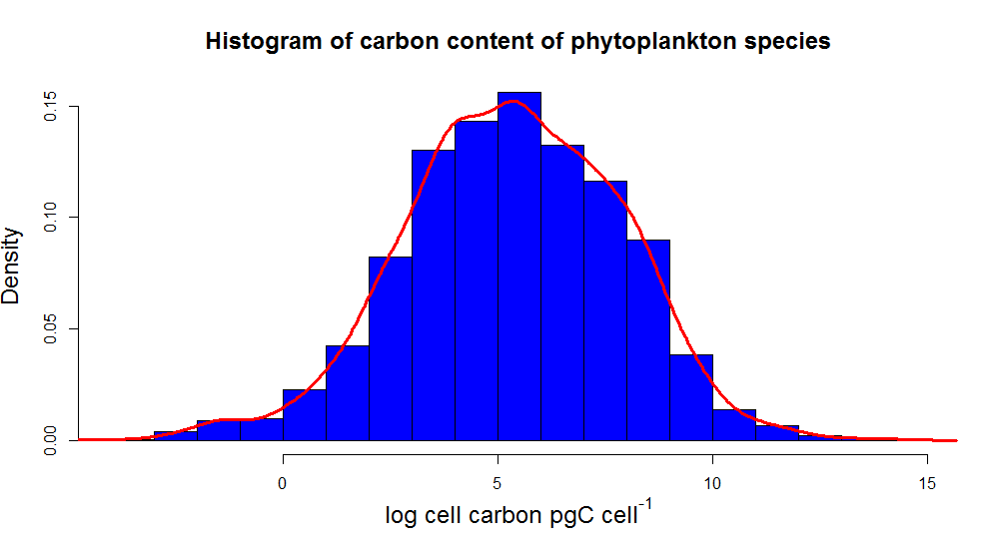 Histogram of carbon content of phytoplankton species
Density
0.15
0.10
0.05
0.00
0 5 10 15
log cell carbon pgC cell⁻¹